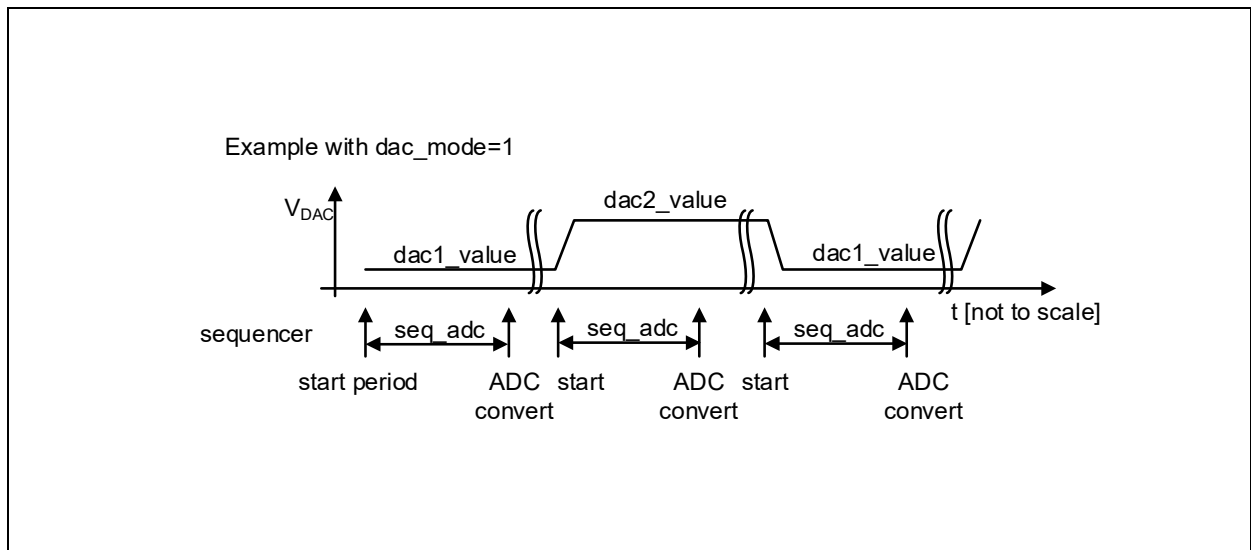 Example with dac_mode=1
VDAC
dac2_value
dac1_value
dac1_value
t [not to scale]
sequencer
seq_adc
seq_adc
seq_adc
start period
ADC convert
start
ADC convert
start
ADC convert